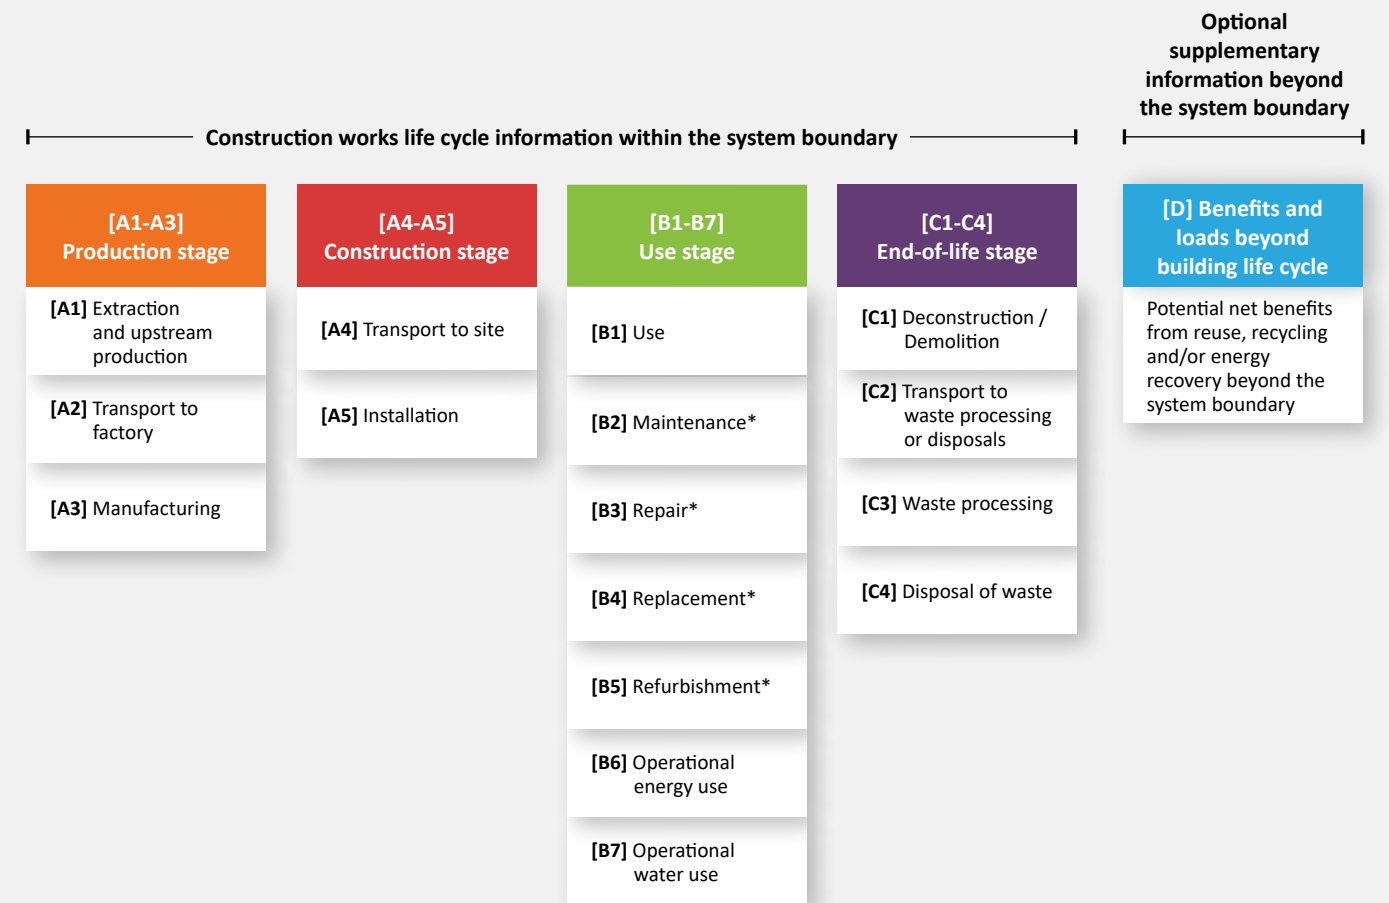 Optional
supplementary
information beyond
the system boundary
Construction works life cycle information within the system boundary
[A1-A3]
Production stage
[A1] Extraction
and upstream
production
[A2] Transport to
factory
[A3] Manufacturing
[A4-A5]
Construction stage
[A4] Transport to site
[A5] Installation
[B1-B7]
Use stage
[B1] Use
[B2] Maintenance*
[B3] Repair*
[B4] Replacement*
[B5] Refurbishment*
[B6] Operational
energy use
[B7] Operational
water use
[C1-C4]
End-of-life stage
[C1] Deconstruction /
Demolition
[C2] Transport to
waste processing
or disposals
[C3] Waste processing
[C4] Disposal of waste
[D] Benefits and
loads beyond
building life cycle
Potential net benefits
from reuse, recycling
and/or energy
recovery beyond the
system boundary